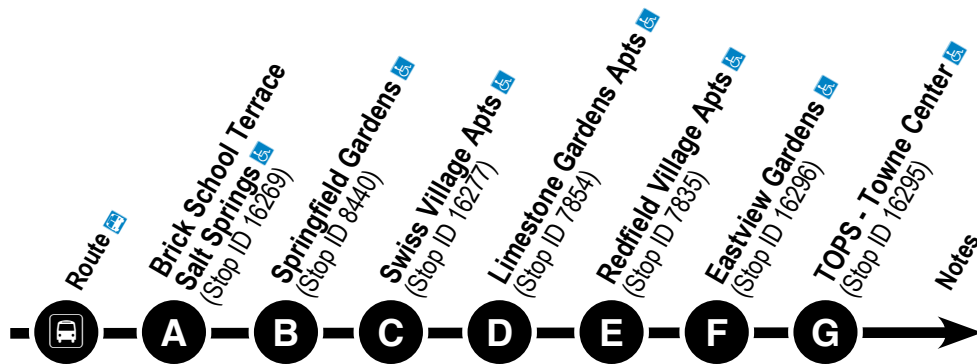 Route
Brick School Terrace
Salt Springs
(Stop ID 16269)
Springfield Gardens
(Stop ID 8440)
Swiss Village Apts
(Stop ID 16277)
Limestone Gardens Apts
(Stop ID 7854)
Redfield Village Apts
(Stop ID 7835)
Eastview Gardens
(Stop ID 16296)
TOPS - Towne Center
(Stop ID 16295)
Notes
A B C D E F G